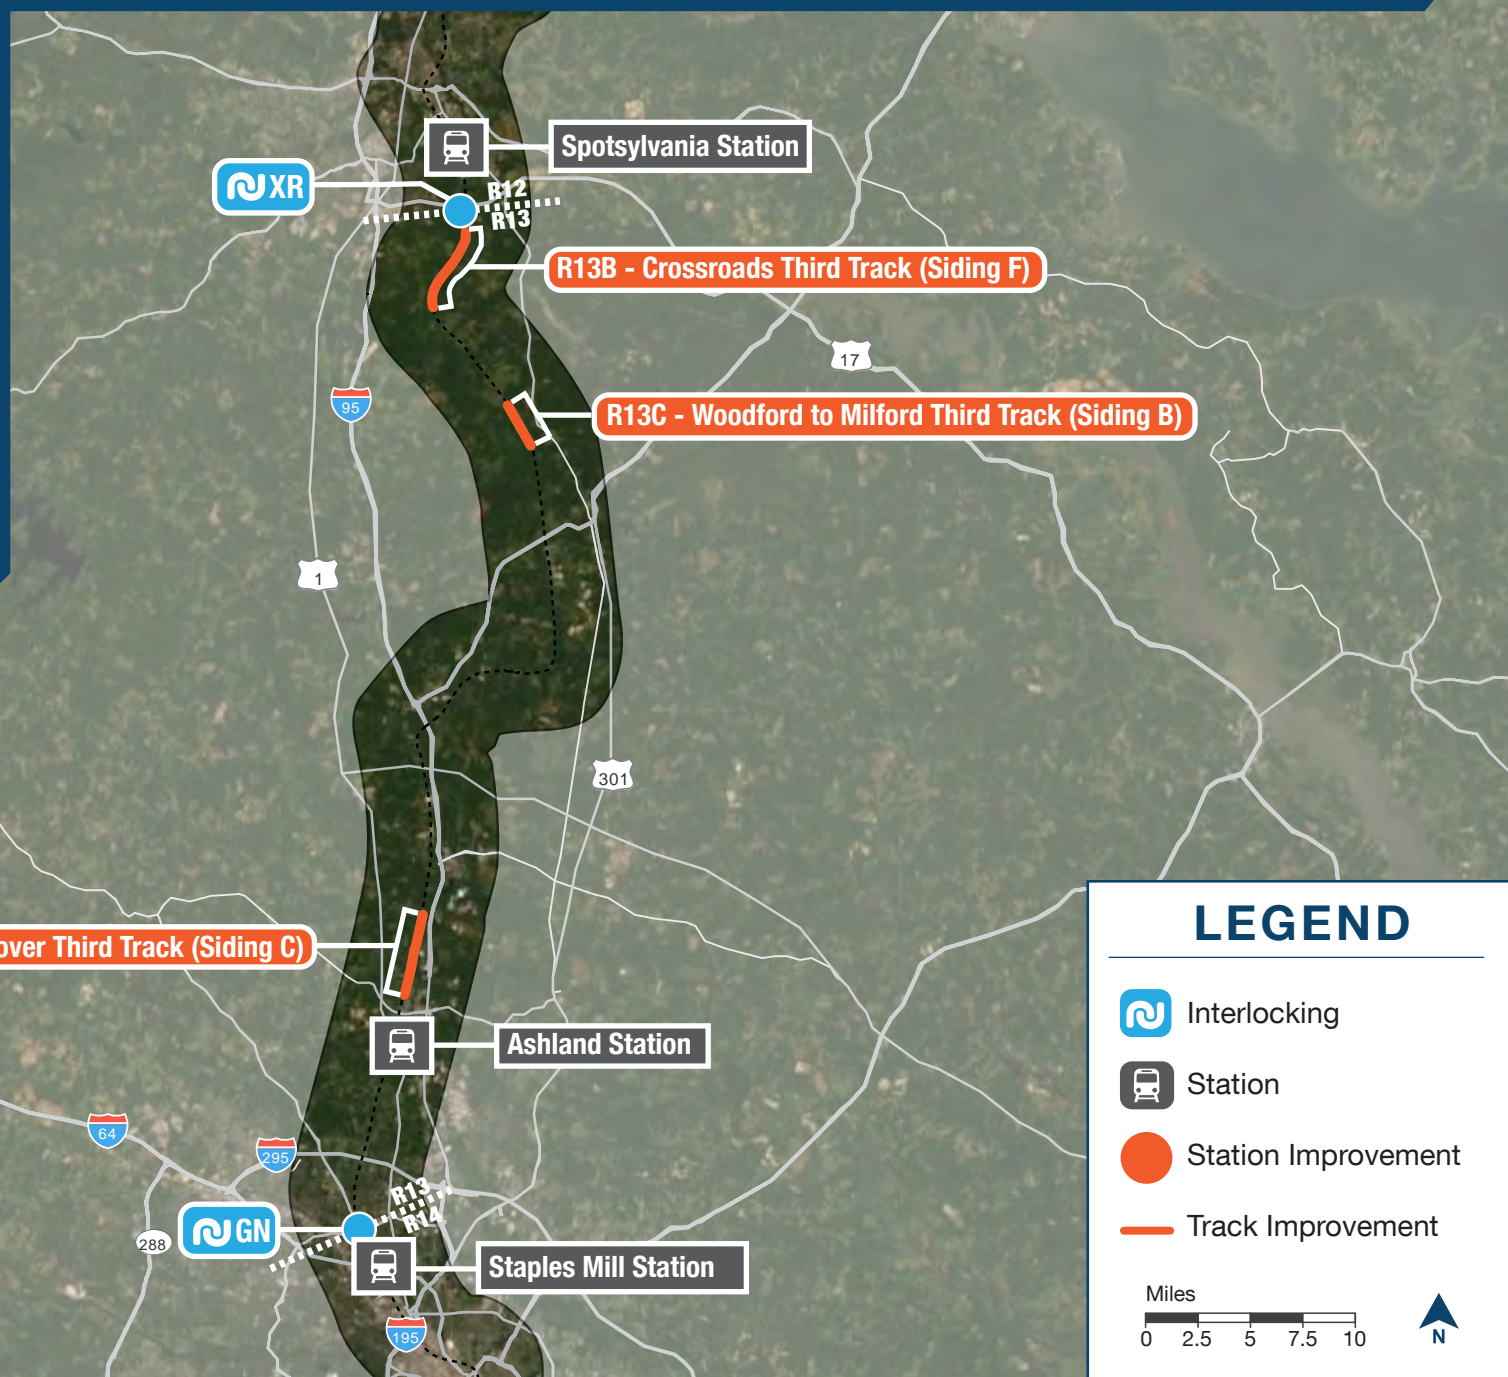 Spotsylvania Station
XR
R12
R13
R13B - Crossroads Third Track (Siding F)
17
95
R13C - Woodford to Milford Third Track (Siding B)
1
301
over Third Track (Siding C)
Ashland Station
64
295
R13
R14
GN
288
Staples Mill Station
195
LEGEND
Interlocking
Station
Station Improvement
Track Improvement
Miles
0 2.5 5 7.5 10
N